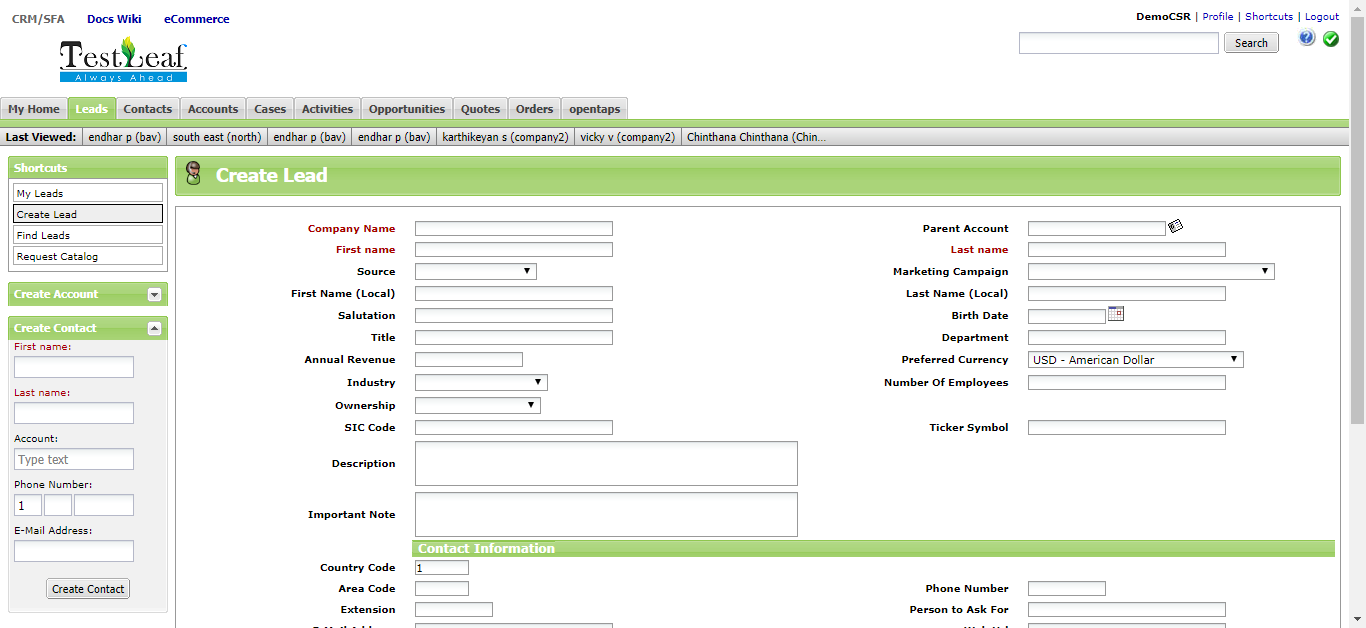 CRM/SFA Docs Wiki eCommerce
DemoCSR | Profile | Shortcuts | Logout
Search
TestLeaf
Always Ahead
My Home Leads Contacts Accounts Cases Activities Opportunities Quotes Orders opentaps
Last Viewed: endhar p (bav) south east (north) endhar p (bav) endhar p (bav) karthikeyan s (company2) vicky v (company2) Chinthana Chinthana (Chin...
Shortcuts
My Leads
Create Lead
Find Leads
Request Catalog
Create Account
Create Contact
First name:
Last name:
Account:
Type text
Phone Number:
1
E-Mail Address:
Create Contact
Create Lead
Company Name Parent Account
First name Last name
Source Marketing Campaign
First Name (Local) Last Name (Local)
Salutation Birth Date
Title Department
Annual Revenue Preferred Currency USD - American Dollar
Industry Number Of Employees
Ownership
SIC Code Ticker Symbol
Description
Important Note
Contact Information
Country Code 1
Area Code Phone Number
Extension Person to Ask For